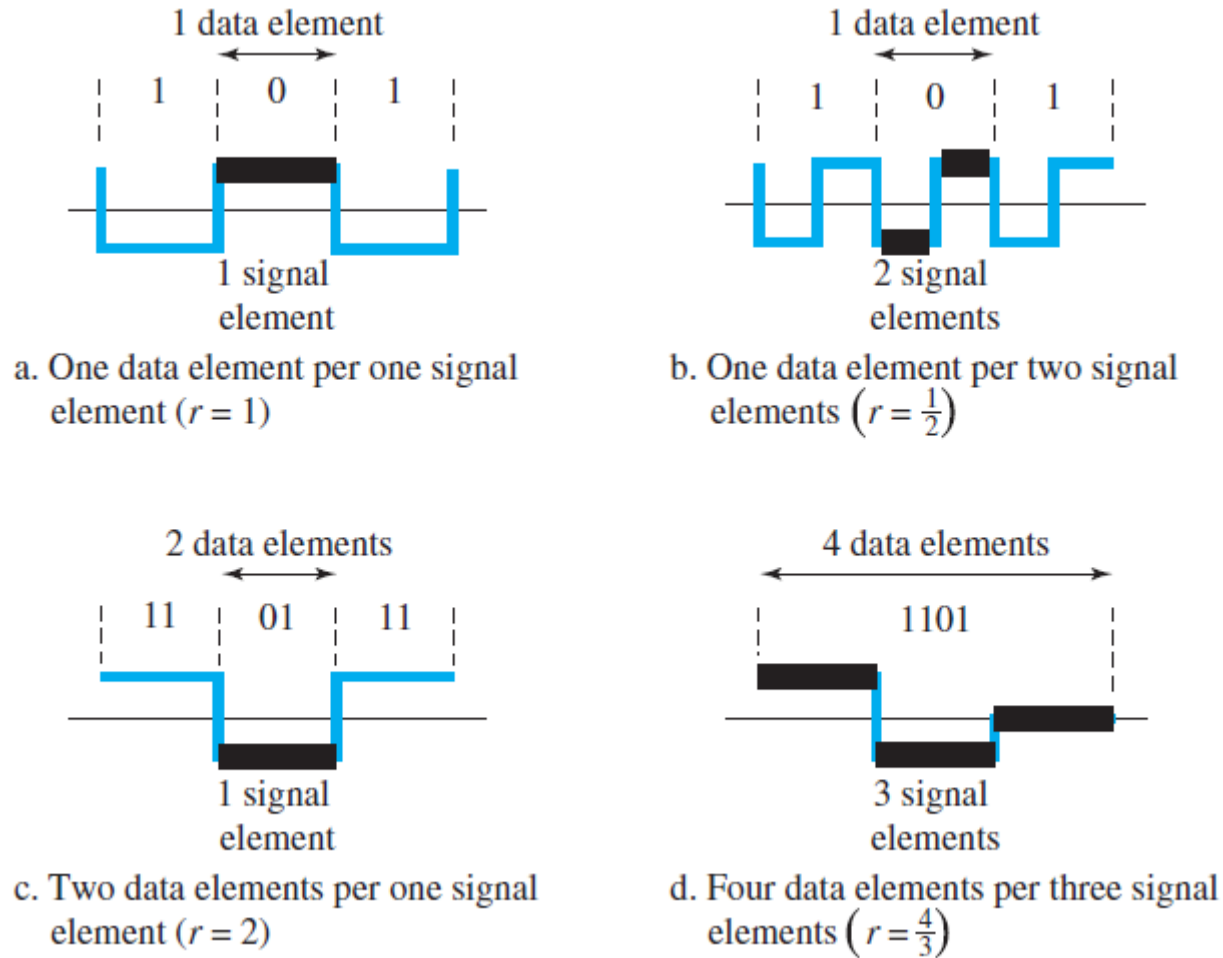 1 data element
1 0 1
1 signal
element
a. One data element per one signal
element (r = 1)
1 data element
1 0 1
2 signal
elements
b. One data element per two signal
elements (r = 1/2)
2 data elements
11 01 11
1 signal
element
c. Two data elements per one signal
element (r = 2)
4 data elements
1101
3 signal
elements
d. Four data elements per three signal
elements (r = 4/3)